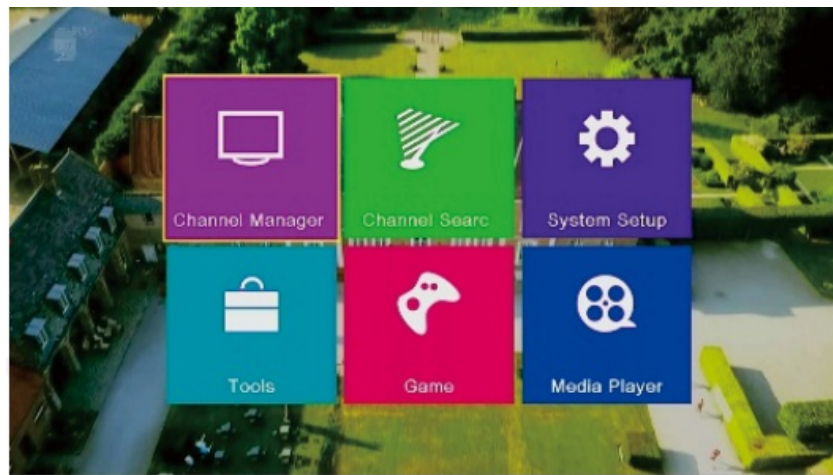 Channel Manager
Channel Searc
System Setup
Tools
Game
Media Player